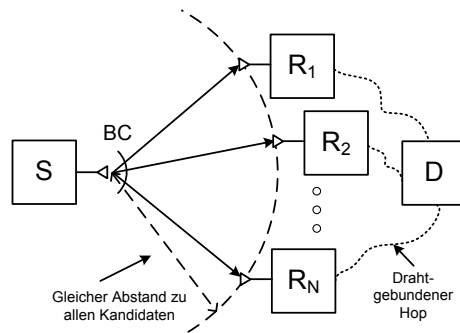 R1
BC
R2
S
D
RN
Gleicher Abstand zu
allen Kandidaten
Draht-
gebundener
Hop